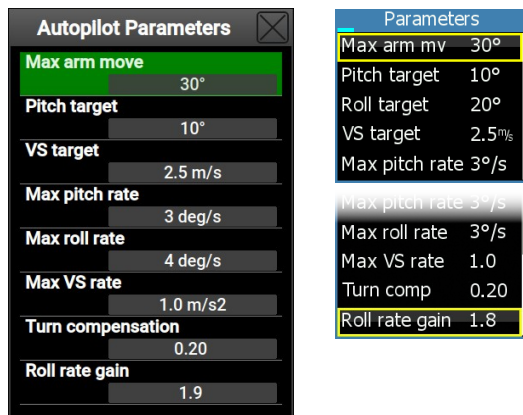 Autopilot Parameters
Max arm move
30°
Pitch target
10°
VS target
2.5 m/s
Max pitch rate
3 deg/s
Max roll rate
4 deg/s
Max VS rate
1.0 m/s2
Turn compensation
0.20
Roll rate gain
1.9
Parameters
Max arm mv 30°
Pitch target 10°
Roll target 20°
VS target 2.5m/s
Max pitch rate 3°/s
Max pitch rate 3°/s
Max roll rate 3°/s
Max VS rate 1.0
Turn comp 0.20
Roll rate gain 1.8